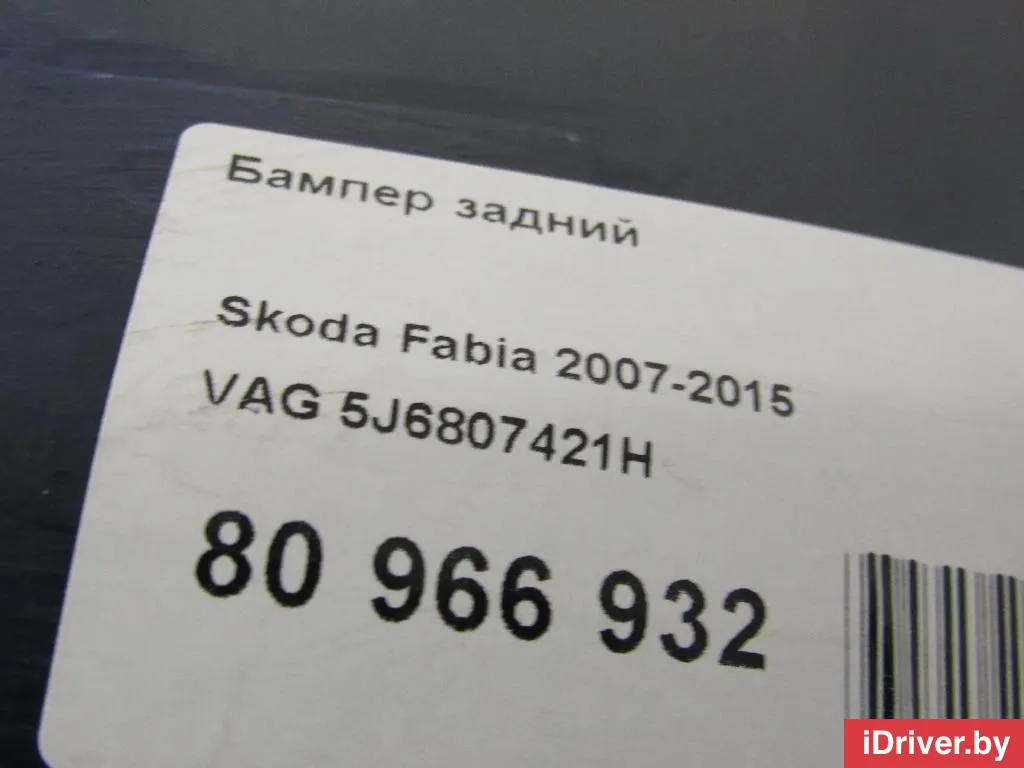 Бампер задний
Skoda Fabia 2007-2015
VAG 5J6807421H
80 966 932
iDriver.by